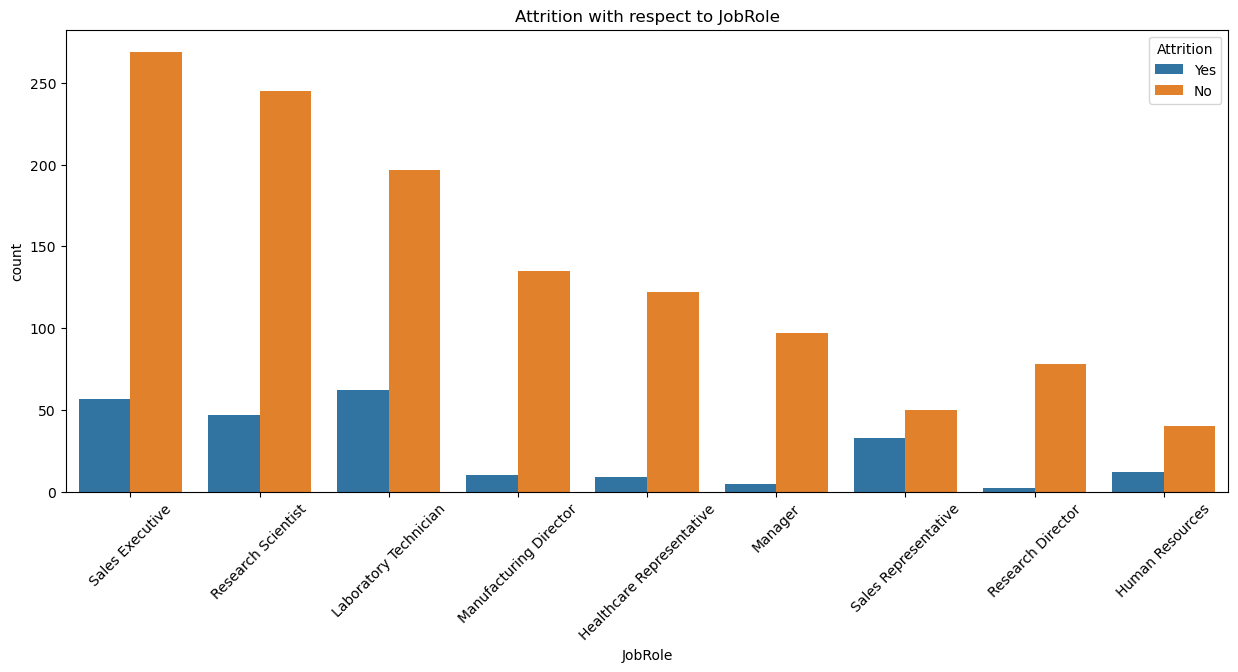 Attrition with respect to JobRole
Attrition
Yes
No
count
250
200
150
100
50
0
Sales Executive
Research Scientist
Laboratory Technician
Manufacturing Director
Healthcare Representative
Manager
Sales Representative
Research Director
Human Resources
JobRole